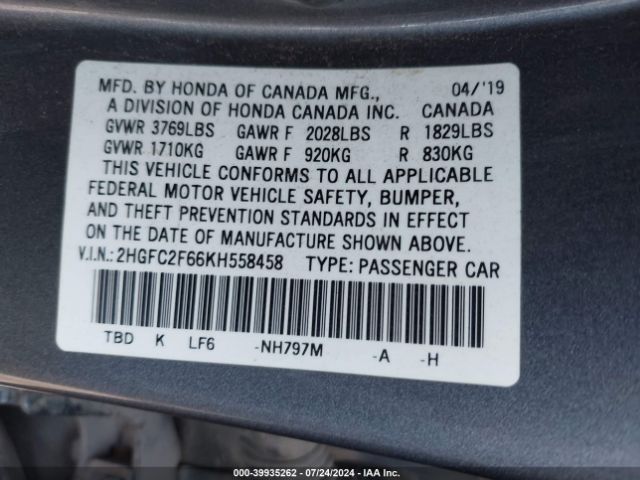 MFD. BY HONDA OF CANADA MFG., 04/'19
A DIVISION OF HONDA CANADA INC. CANADA
GVWR 3769LBS GAWR F 2028LBS R 1829LBS
GVWR 1710KG GAWR F 920KG R 830KG
THIS VEHICLE CONFORMS TO ALL APPLICABLE
FEDERAL MOTOR VEHICLE SAFETY, BUMPER,
AND THEFT PREVENTION STANDARDS IN EFFECT
ON THE DATE OF MANUFACTURE SHOWN ABOVE.
V.I.N.: 2HGFC2F66KH558458 TYPE: PASSENGER CAR
TBD K LF6 -NH797M -A -H
000-39935262 - 07/24/2024 - IAA Inc.